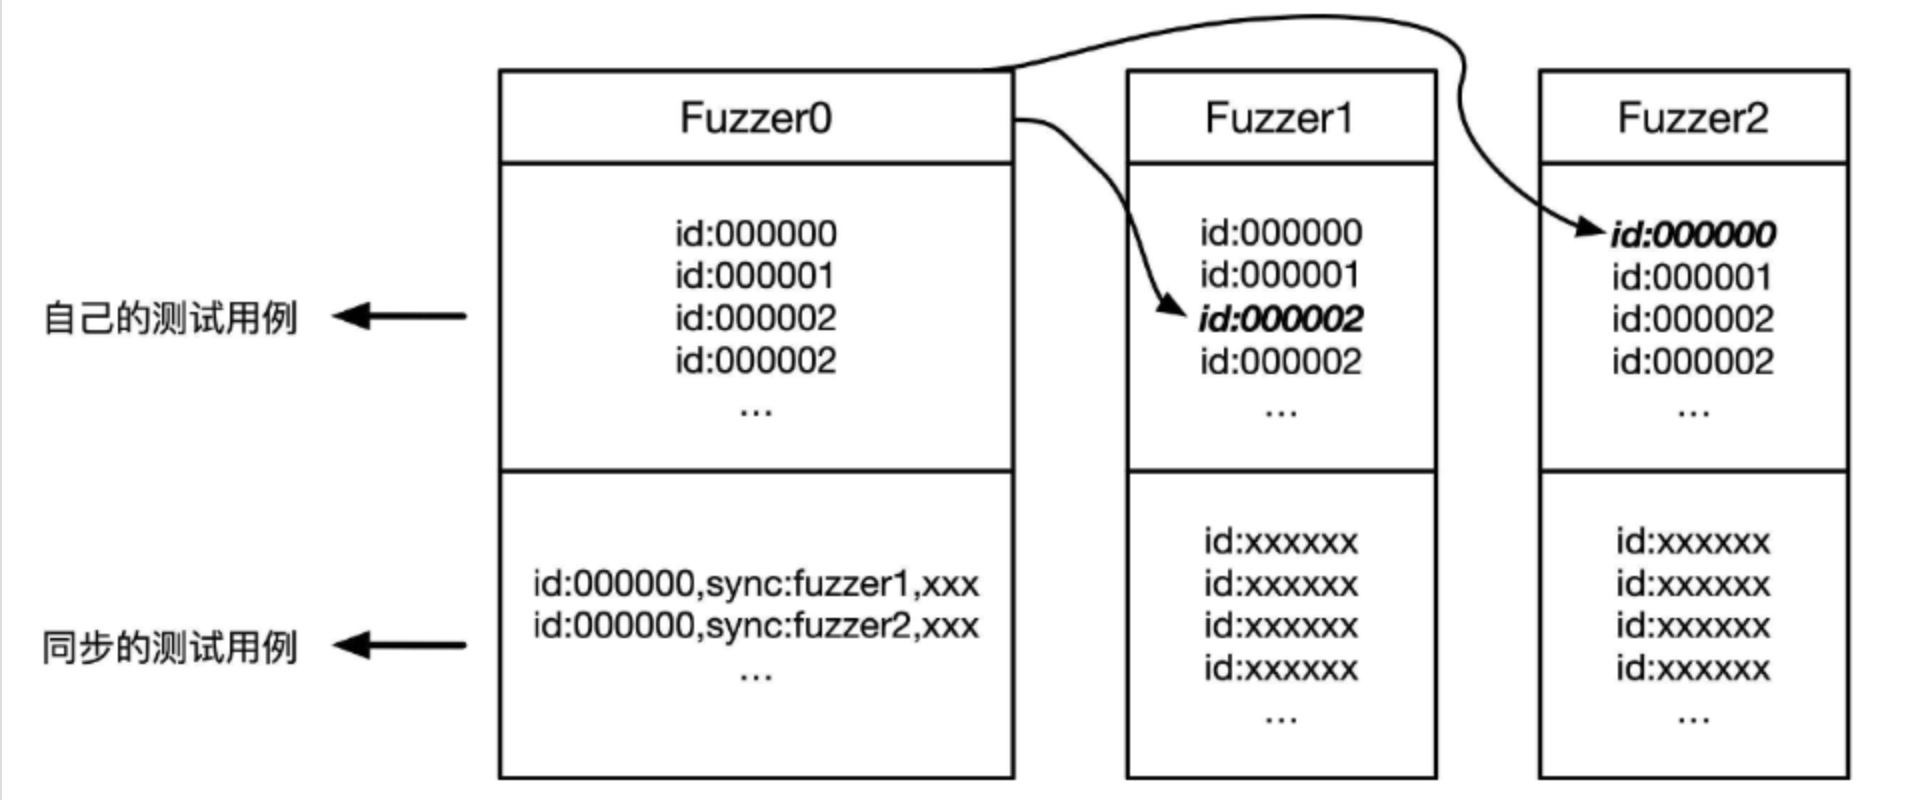 Fuzzer0
Fuzzer1
Fuzzer2
自己的测试用例
id:000000
id:000001
id:000002
id:000002
...
id:000000
id:000001
id:000002
id:000002
...
id:000000
id:000001
id:000002
id:000002
...
同步的测试用例
id:000000,sync:fuzzer1,xxx
id:000000,sync:fuzzer2,xxx
...
id:xxxxxx
id:xxxxxx
id:xxxxxx
id:xxxxxx
...
id:xxxxxx
id:xxxxxx
id:xxxxxx
id:xxxxxx
...